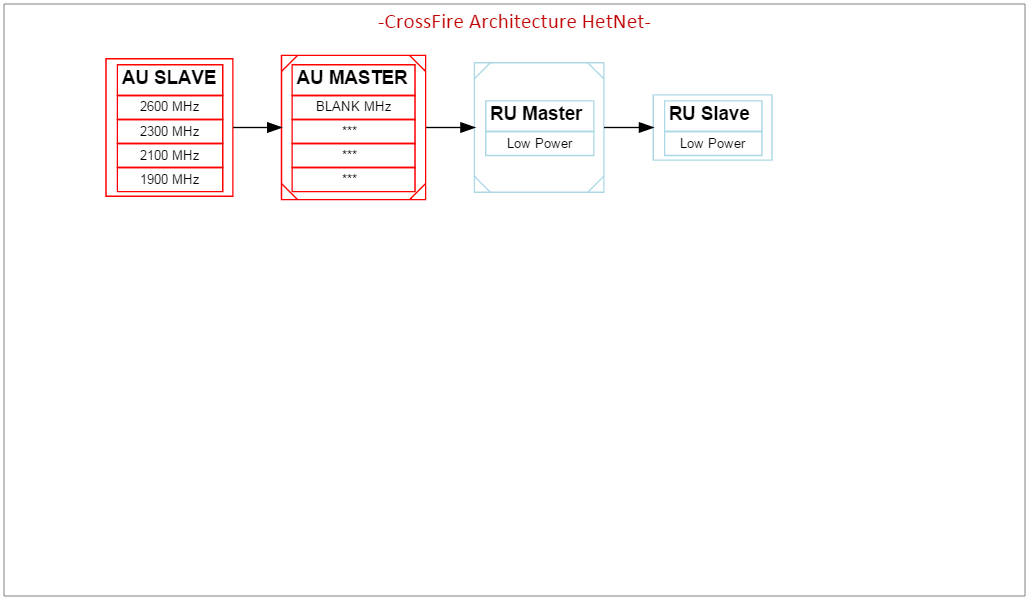 -CrossFire Architecture HetNet-
AU SLAVE
2600 MHz
2300 MHz
2100 MHz
1900 MHz
AU MASTER
BLANK MHz
***
***
***
RU Master
Low Power
RU Slave
Low Power